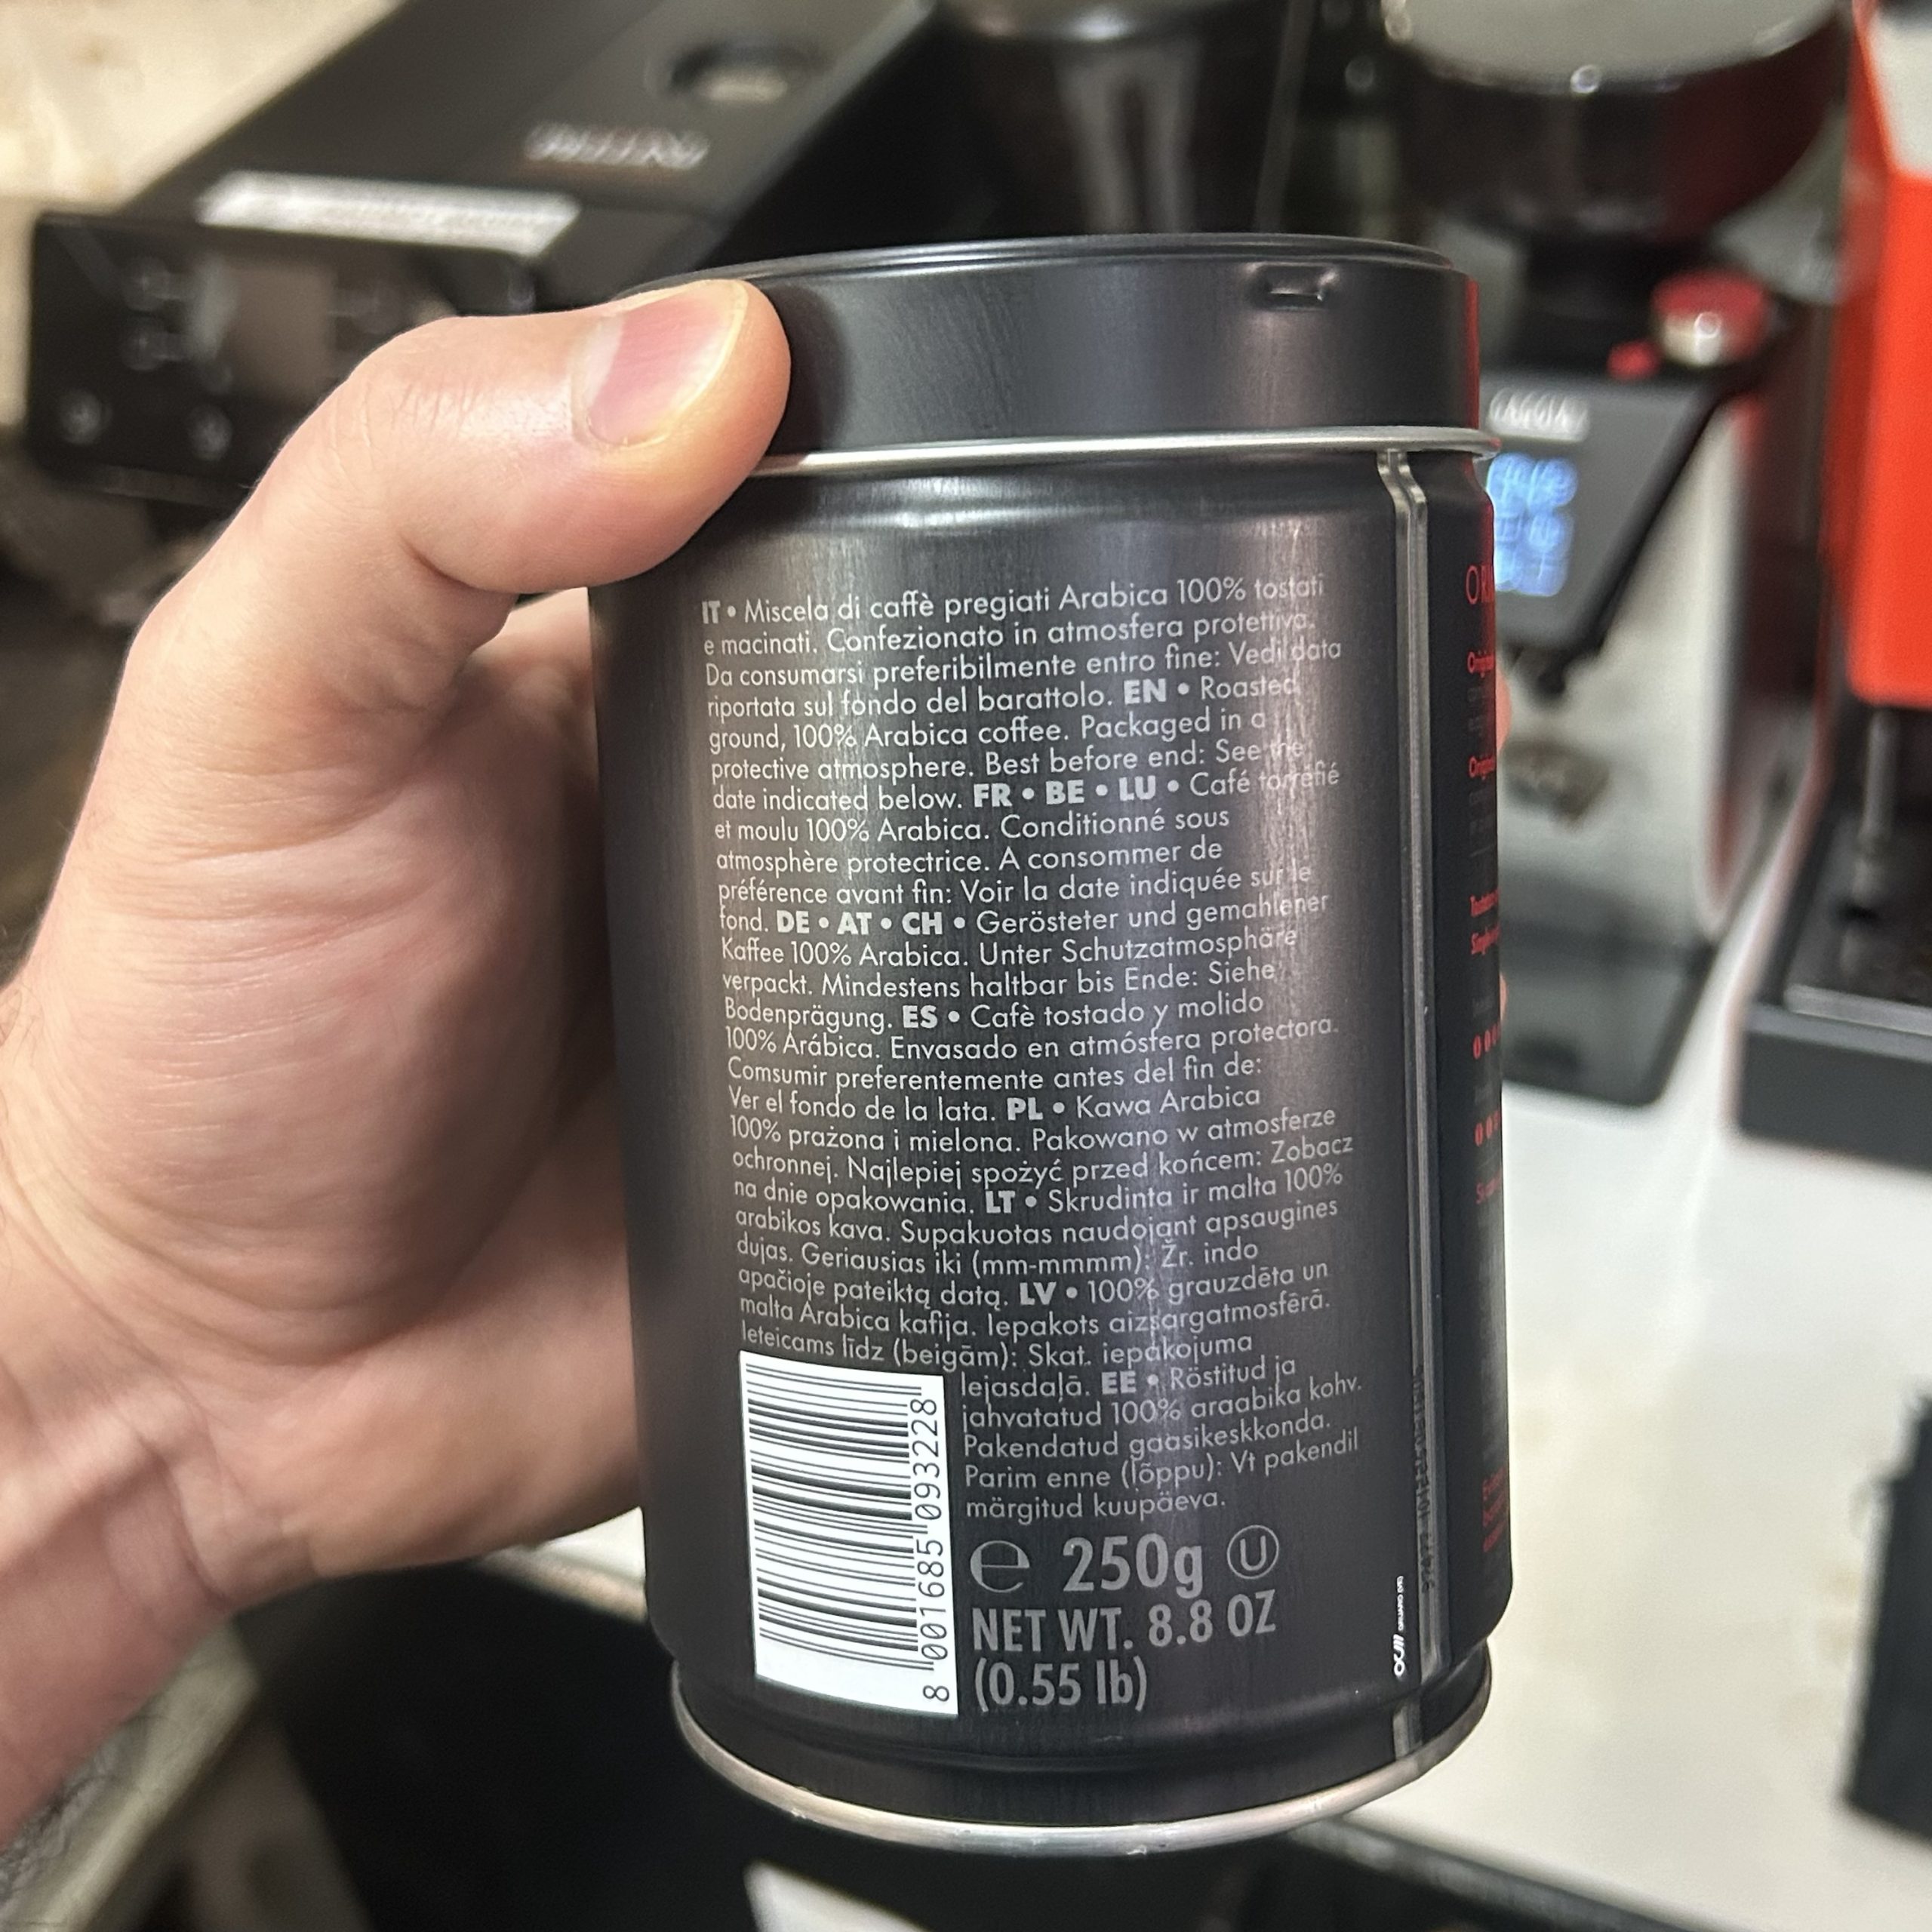 IT • Miscela di caffè pregiati Arabica 100% tostati
e macinati. Confezionato in atmosfera protettiva.
Da consumarsi preferibilmente entro fine: Vedi data
riportata sul fondo del barattolo. EN • Roasted
ground, 100% Arabica coffee. Packaged in a
protective atmosphere. Best before end: See the
date indicated below. FR • BE • LU • Café torréfié
et moulu 100% Arabica. Conditionné sous
atmosphère protectrice. A consommer de
préférence avant fin: Voir la date indiquée sur le
fond. DE • AT • CH • Gerösteter und gemahlener
Kaffee 100% Arabica. Unter Schutzatmosphäre
verpackt. Mindestens haltbar bis Ende: Siehe
Bodenprägung. ES • Cafè tostado y molido
100% Arábica. Envasado en atmósfera protectora.
Comsumir preferentemente antes del fin de:
Ver el fondo de la lata. PL • Kawa Arabica
100% prażona i mielona. Pakowano w atmosferze
ochronnej. Najlepiej spożyć przed końcem: Zobacz
na dnie opakowania. LT • Skrudinta ir malta 100%
arabikos kava. Supakuotas naudojant apsaugines
dujas. Geriausias iki (mm-mmmm): Žr. indo
apačioje pateiktą datą. LV • 100% grauzdēta un
malta Arabica kafija. Iepakots aizsargatmosfērā.
Ieteicams līdz (beigām): Skat. iepakojuma
lejasdaļā. EE • Röstitud ja
jahvatatud 100% araabika kohv.
Pakendatud gaasikeskkonda.
Parim enne (lõppu): Vt pakendil
märgitud kuupäeva.
8 001685 093228
e 250g U
NET WT. 8.8 OZ
(0.55 lb)